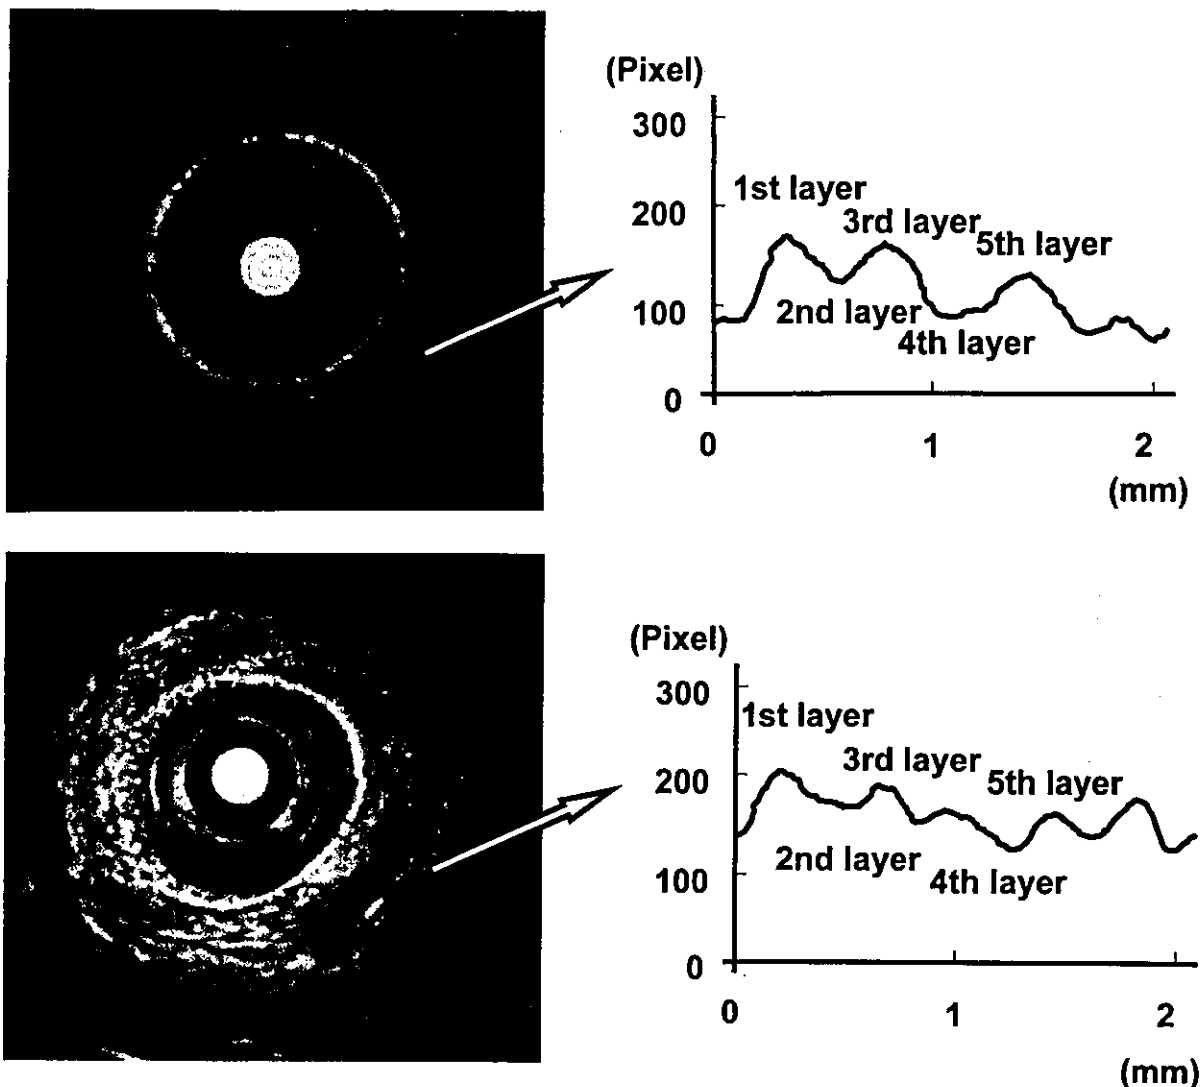 (Pixel)
300
200
100
0
1st layer
3rd layer
5th layer
2nd layer
4th layer
0 1 2
(mm)
(Pixel)
300
200
100
0
1st layer
3rd layer
5th layer
2nd layer
4th layer
0 1 2
(mm)